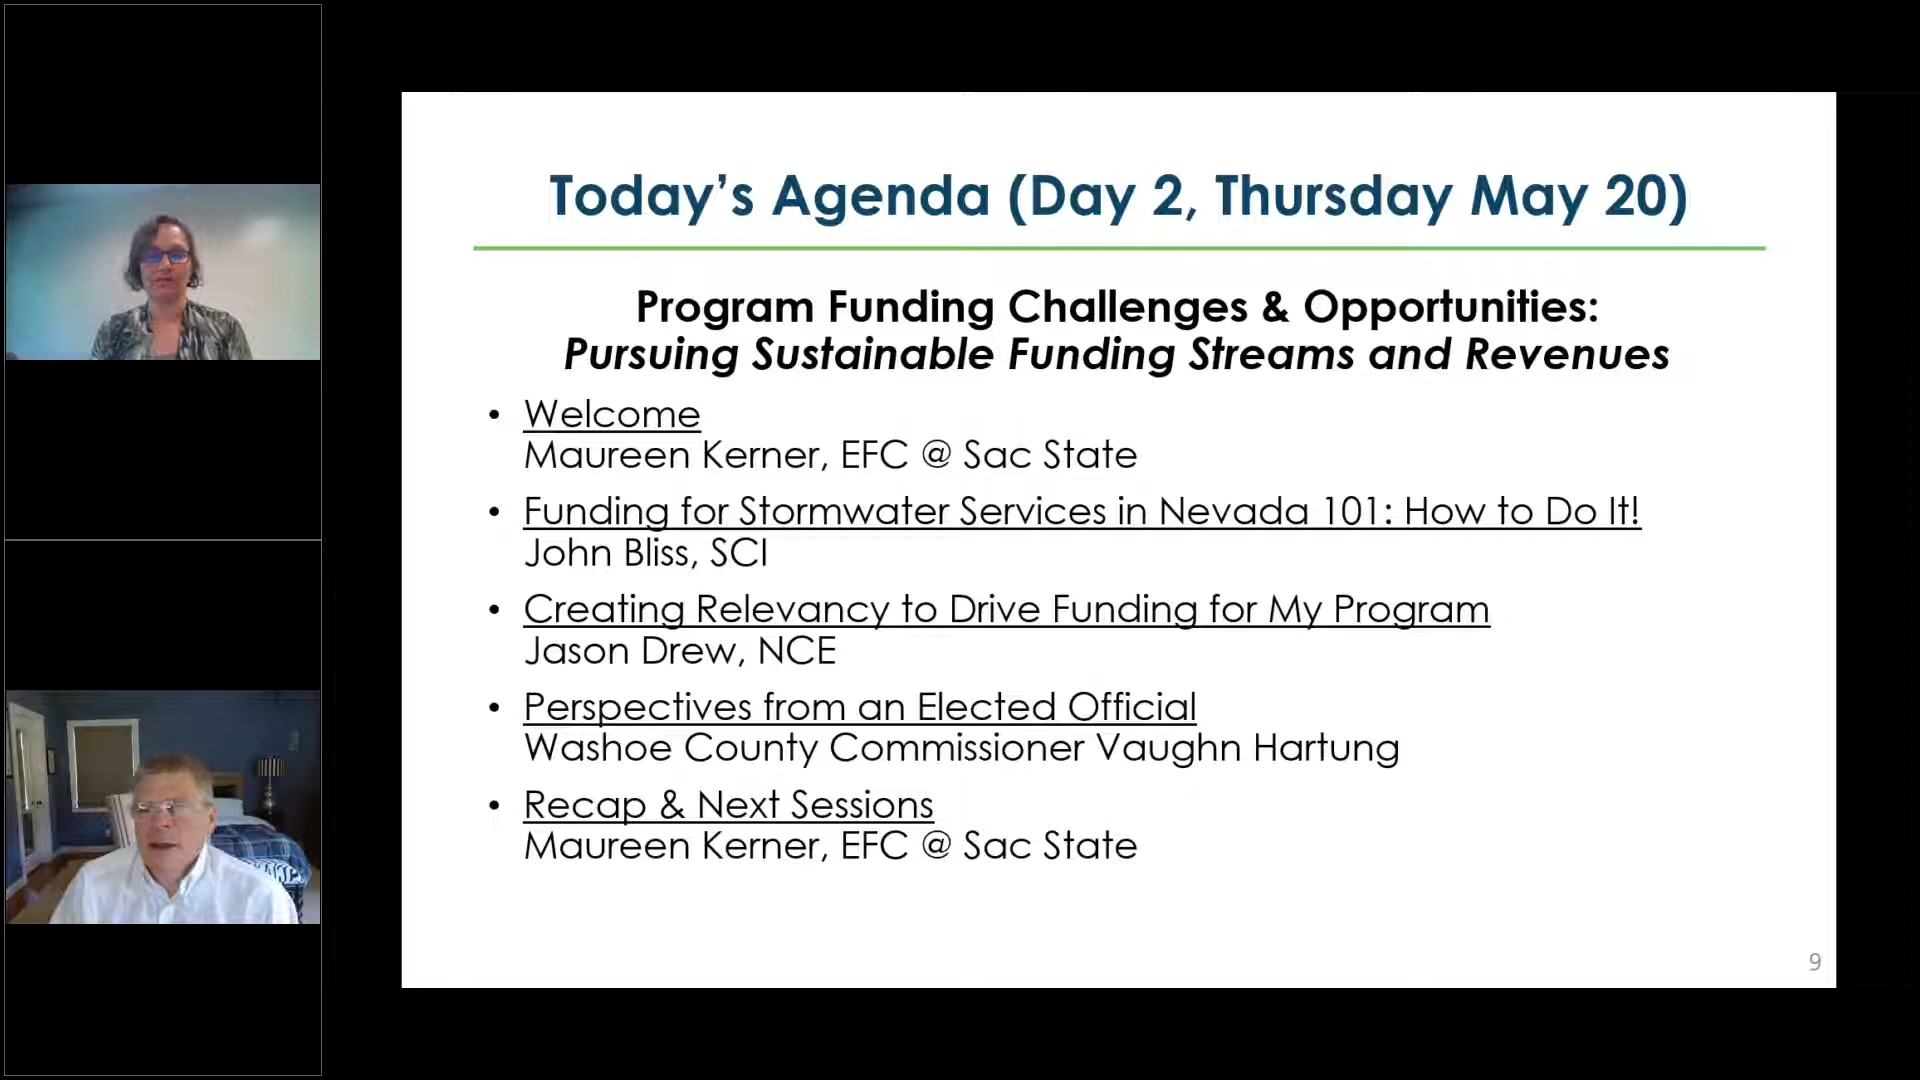 Today’s Agenda (Day 2, Thursday May 20)
Program Funding Challenges & Opportunities:
Pursuing Sustainable Funding Streams and Revenues
• Welcome
Maureen Kerner, EFC @ Sac State
• Funding for Stormwater Services in Nevada 101: How to Do It!
John Bliss, SCI
• Creating Relevancy to Drive Funding for My Program
Jason Drew, NCE
• Perspectives from an Elected Official
Washoe County Commissioner Vaughn Hartung
• Recap & Next Sessions
Maureen Kerner, EFC @ Sac State
9